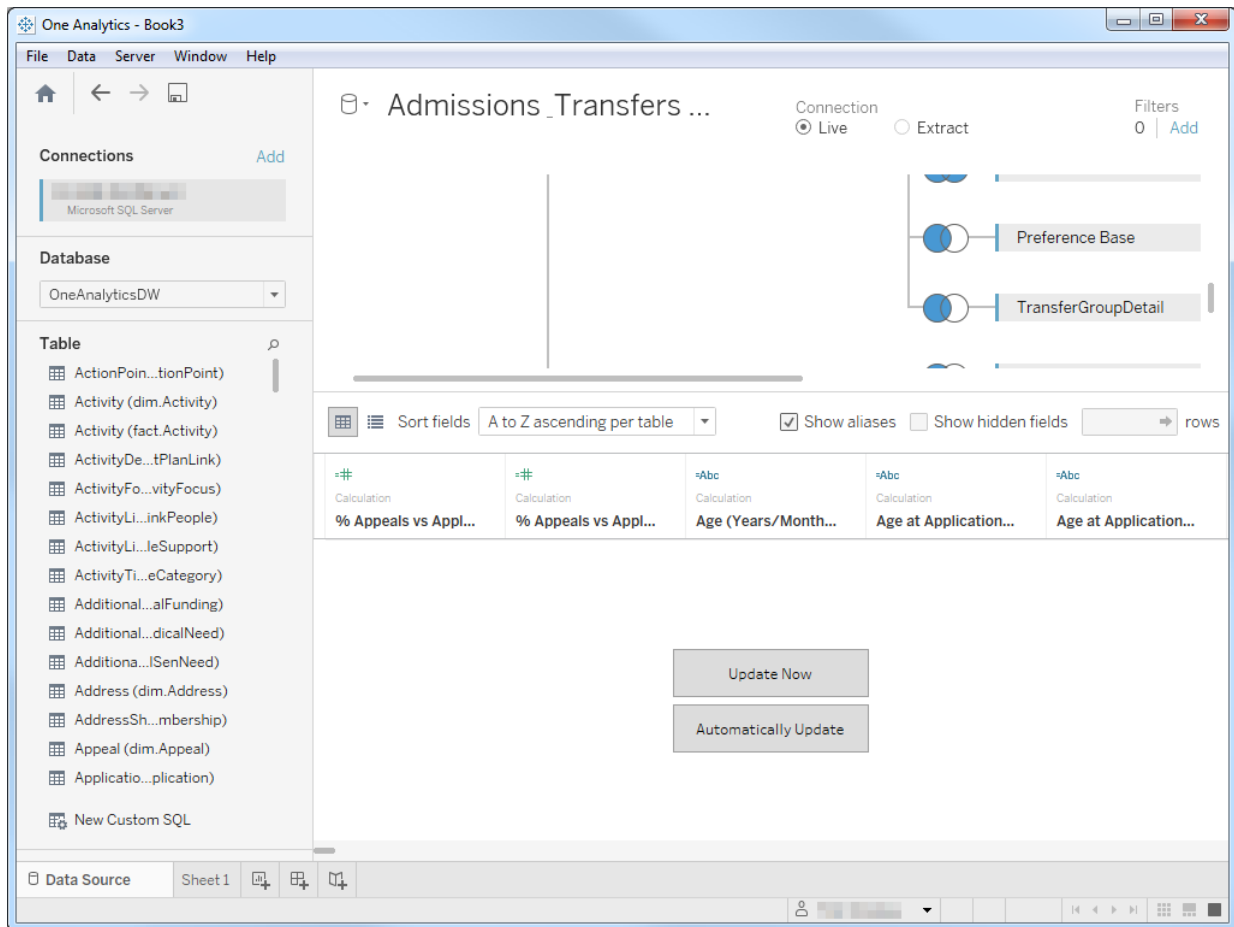 One Analytics - Book3
File Data Server Window Help
Admissions _Transfers ...
Connection
Live Extract
Filters
0 Add
Connections Add
Microsoft SQL Server
Database
OneAnalyticsDW
Table
ActionPoin...tionPoint)
Activity (dim.Activity)
Activity (fact.Activity)
ActivityDe...tPlanLink)
ActivityFo...vityFocus)
ActivityLi...inkPeople)
ActivityLi...leSupport)
ActivityTi...eCategory)
Additional...alFunding)
Additional...dicalNeed)
Additiona...lSenNeed)
Address (dim.Address)
AddressSh...mbership)
Appeal (dim.Appeal)
Applicatio...plication)
New Custom SQL
Preference Base
TransferGroupDetail
Sort fields A to Z ascending per table Show aliases Show hidden fields rows
=# =# =Abc =Abc =Abc
Calculation Calculation Calculation Calculation Calculation
% Appeals vs Appl... % Appeals vs Appl... Age (Years/Month... Age at Application... Age at Application...
Update Now
Automatically Update
Data Source Sheet 1